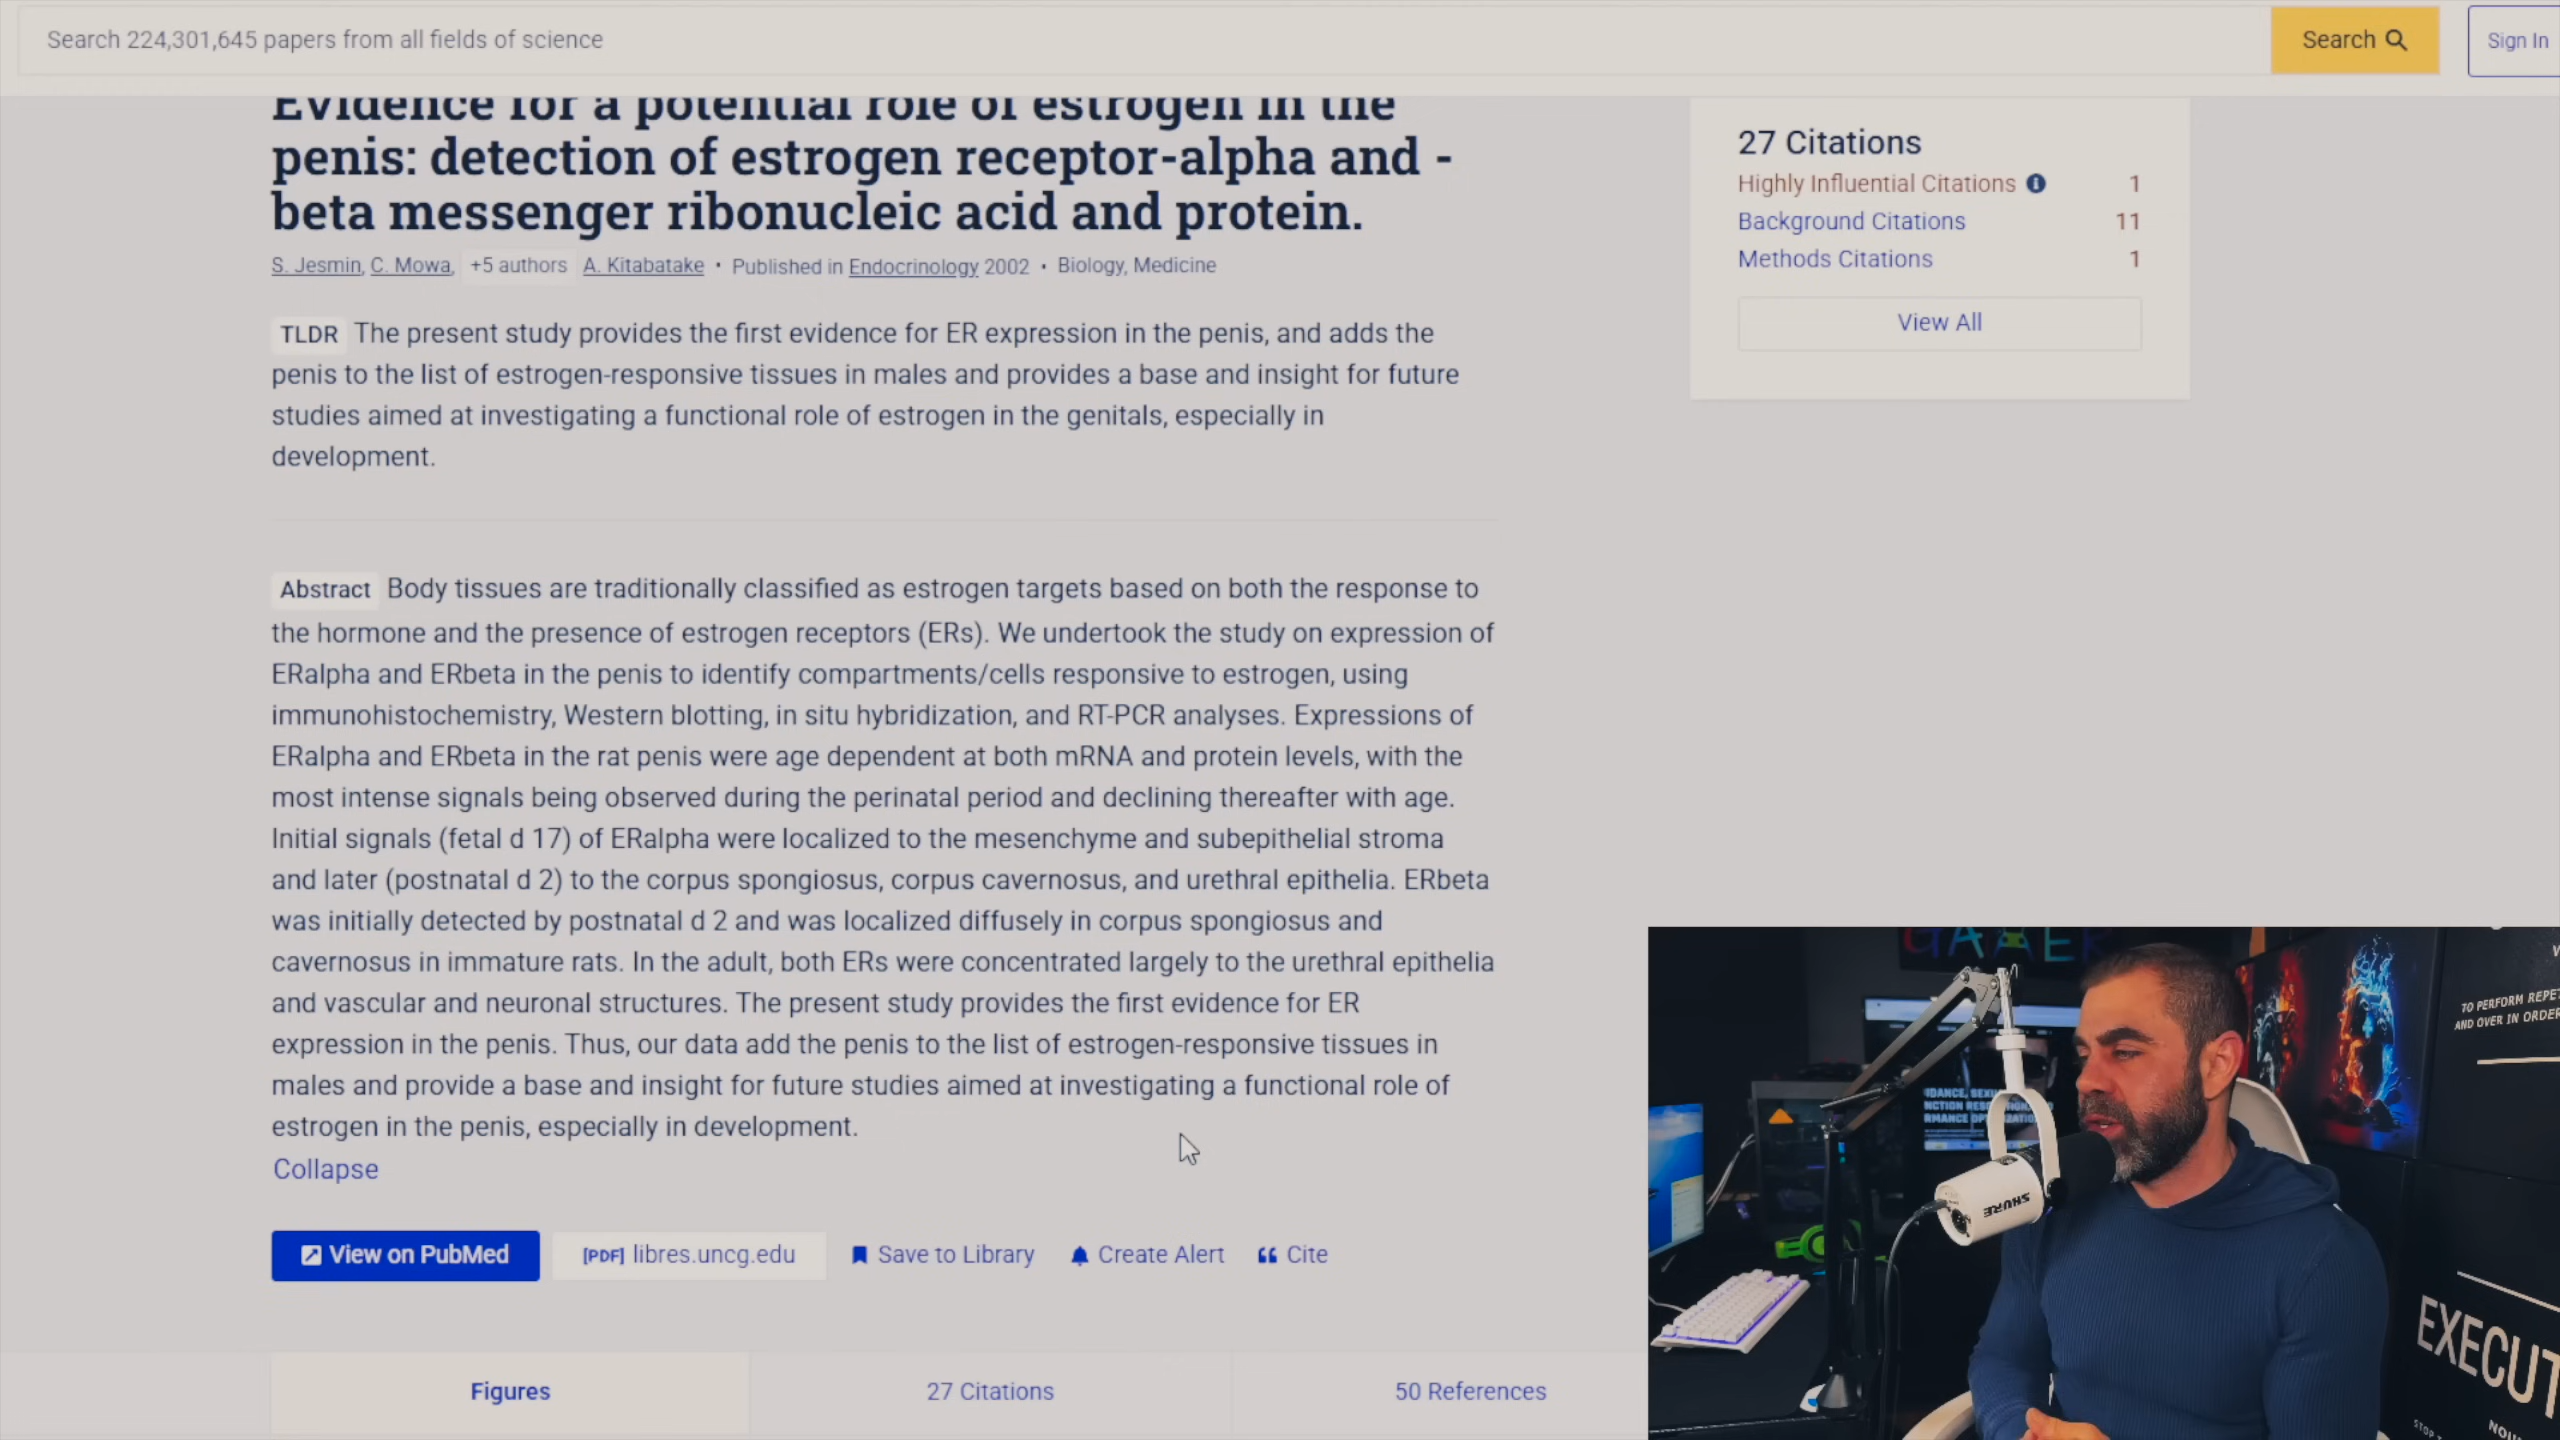 Search 224,301,645 papers from all fields of science
Search
Sign In
Evidence for a potential role of estrogen in the
penis: detection of estrogen receptor-alpha and -
beta messenger ribonucleic acid and protein.
S. Jesmin, C. Mowa, +5 authors A. Kitabatake • Published in Endocrinology 2002 • Biology, Medicine
TLDR The present study provides the first evidence for ER expression in the penis, and adds the
penis to the list of estrogen-responsive tissues in males and provides a base and insight for future
studies aimed at investigating a functional role of estrogen in the genitals, especially in
development.
Abstract Body tissues are traditionally classified as estrogen targets based on both the response to
the hormone and the presence of estrogen receptors (ERs). We undertook the study on expression of
ERalpha and ERbeta in the penis to identify compartments/cells responsive to estrogen, using
immunohistochemistry, Western blotting, in situ hybridization, and RT-PCR analyses. Expressions of
ERalpha and ERbeta in the rat penis were age dependent at both mRNA and protein levels, with the
most intense signals being observed during the perinatal period and declining thereafter with age.
Initial signals (fetal d 17) of ERalpha were localized to the mesenchyme and subepithelial stroma
and later (postnatal d 2) to the corpus spongiosus, corpus cavernosus, and urethral epithelia. ERbeta
was initially detected by postnatal d 2 and was localized diffusely in corpus spongiosus and
cavernosus in immature rats. In the adult, both ERs were concentrated largely to the urethral epithelia
and vascular and neuronal structures. The present study provides the first evidence for ER
expression in the penis. Thus, our data add the penis to the list of estrogen-responsive tissues in
males and provide a base and insight for future studies aimed at investigating a functional role of
estrogen in the penis, especially in development.
Collapse
View on PubMed
[PDF] libres.uncg.edu
Save to Library
Create Alert
Cite
Figures
27 Citations
50 References
27 Citations
Highly Influential Citations 1
Background Citations 11
Methods Citations 1
View All
GAMER
TO PERFORM REPE
AND OVER IN ORDER
SHURE
EXECUT
STOP